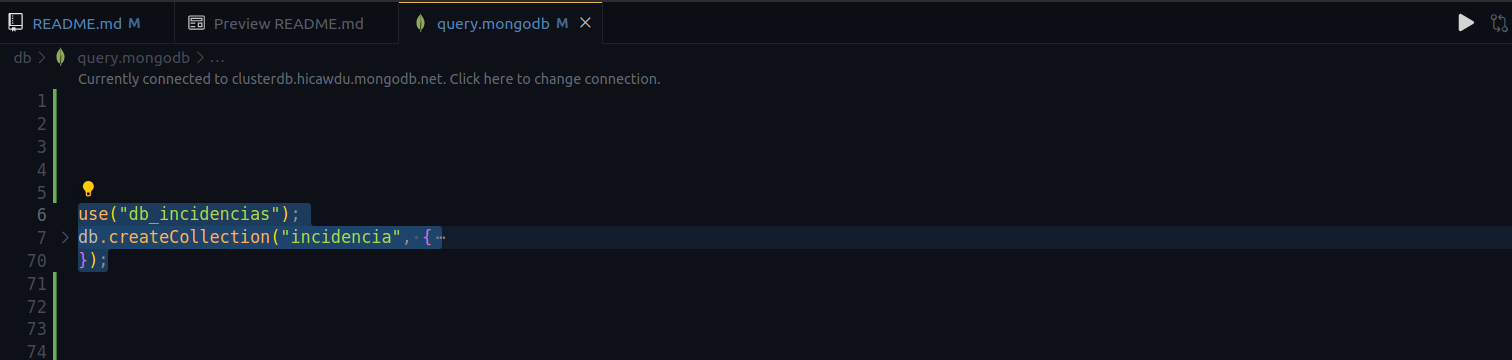 README.md M Preview README.md query.mongodb M
db > query.mongodb > ...
Currently connected to clusterdb.hicawdu.mongodb.net. Click here to change connection.
1
2
3
4
5
6 use("db_incidencias");
7 db.createCollection("incidencia", { ⋯
70 });
71
72
73
74